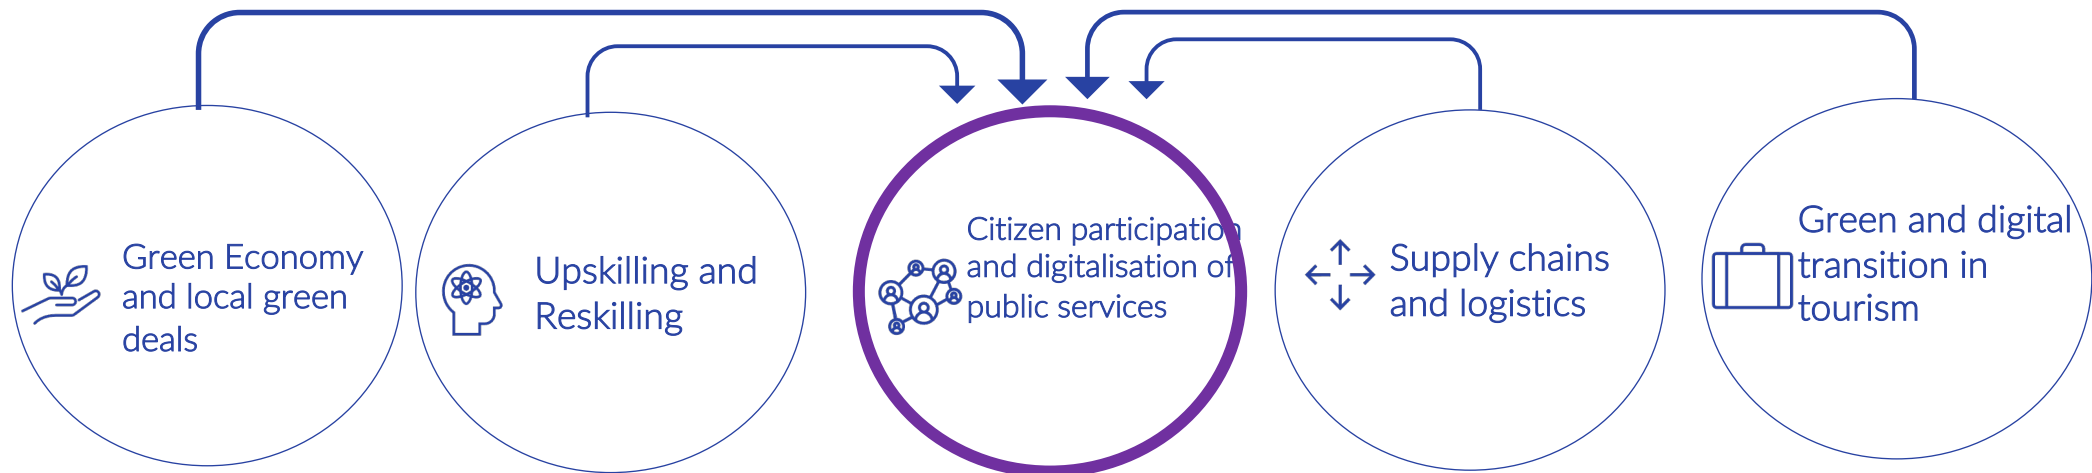 Green Economy
and local green
deals
Upskilling and
Reskilling
Citizen participation
and digitalisation of
public services
Supply chains
and logistics
Green and digital
transition in
tourism